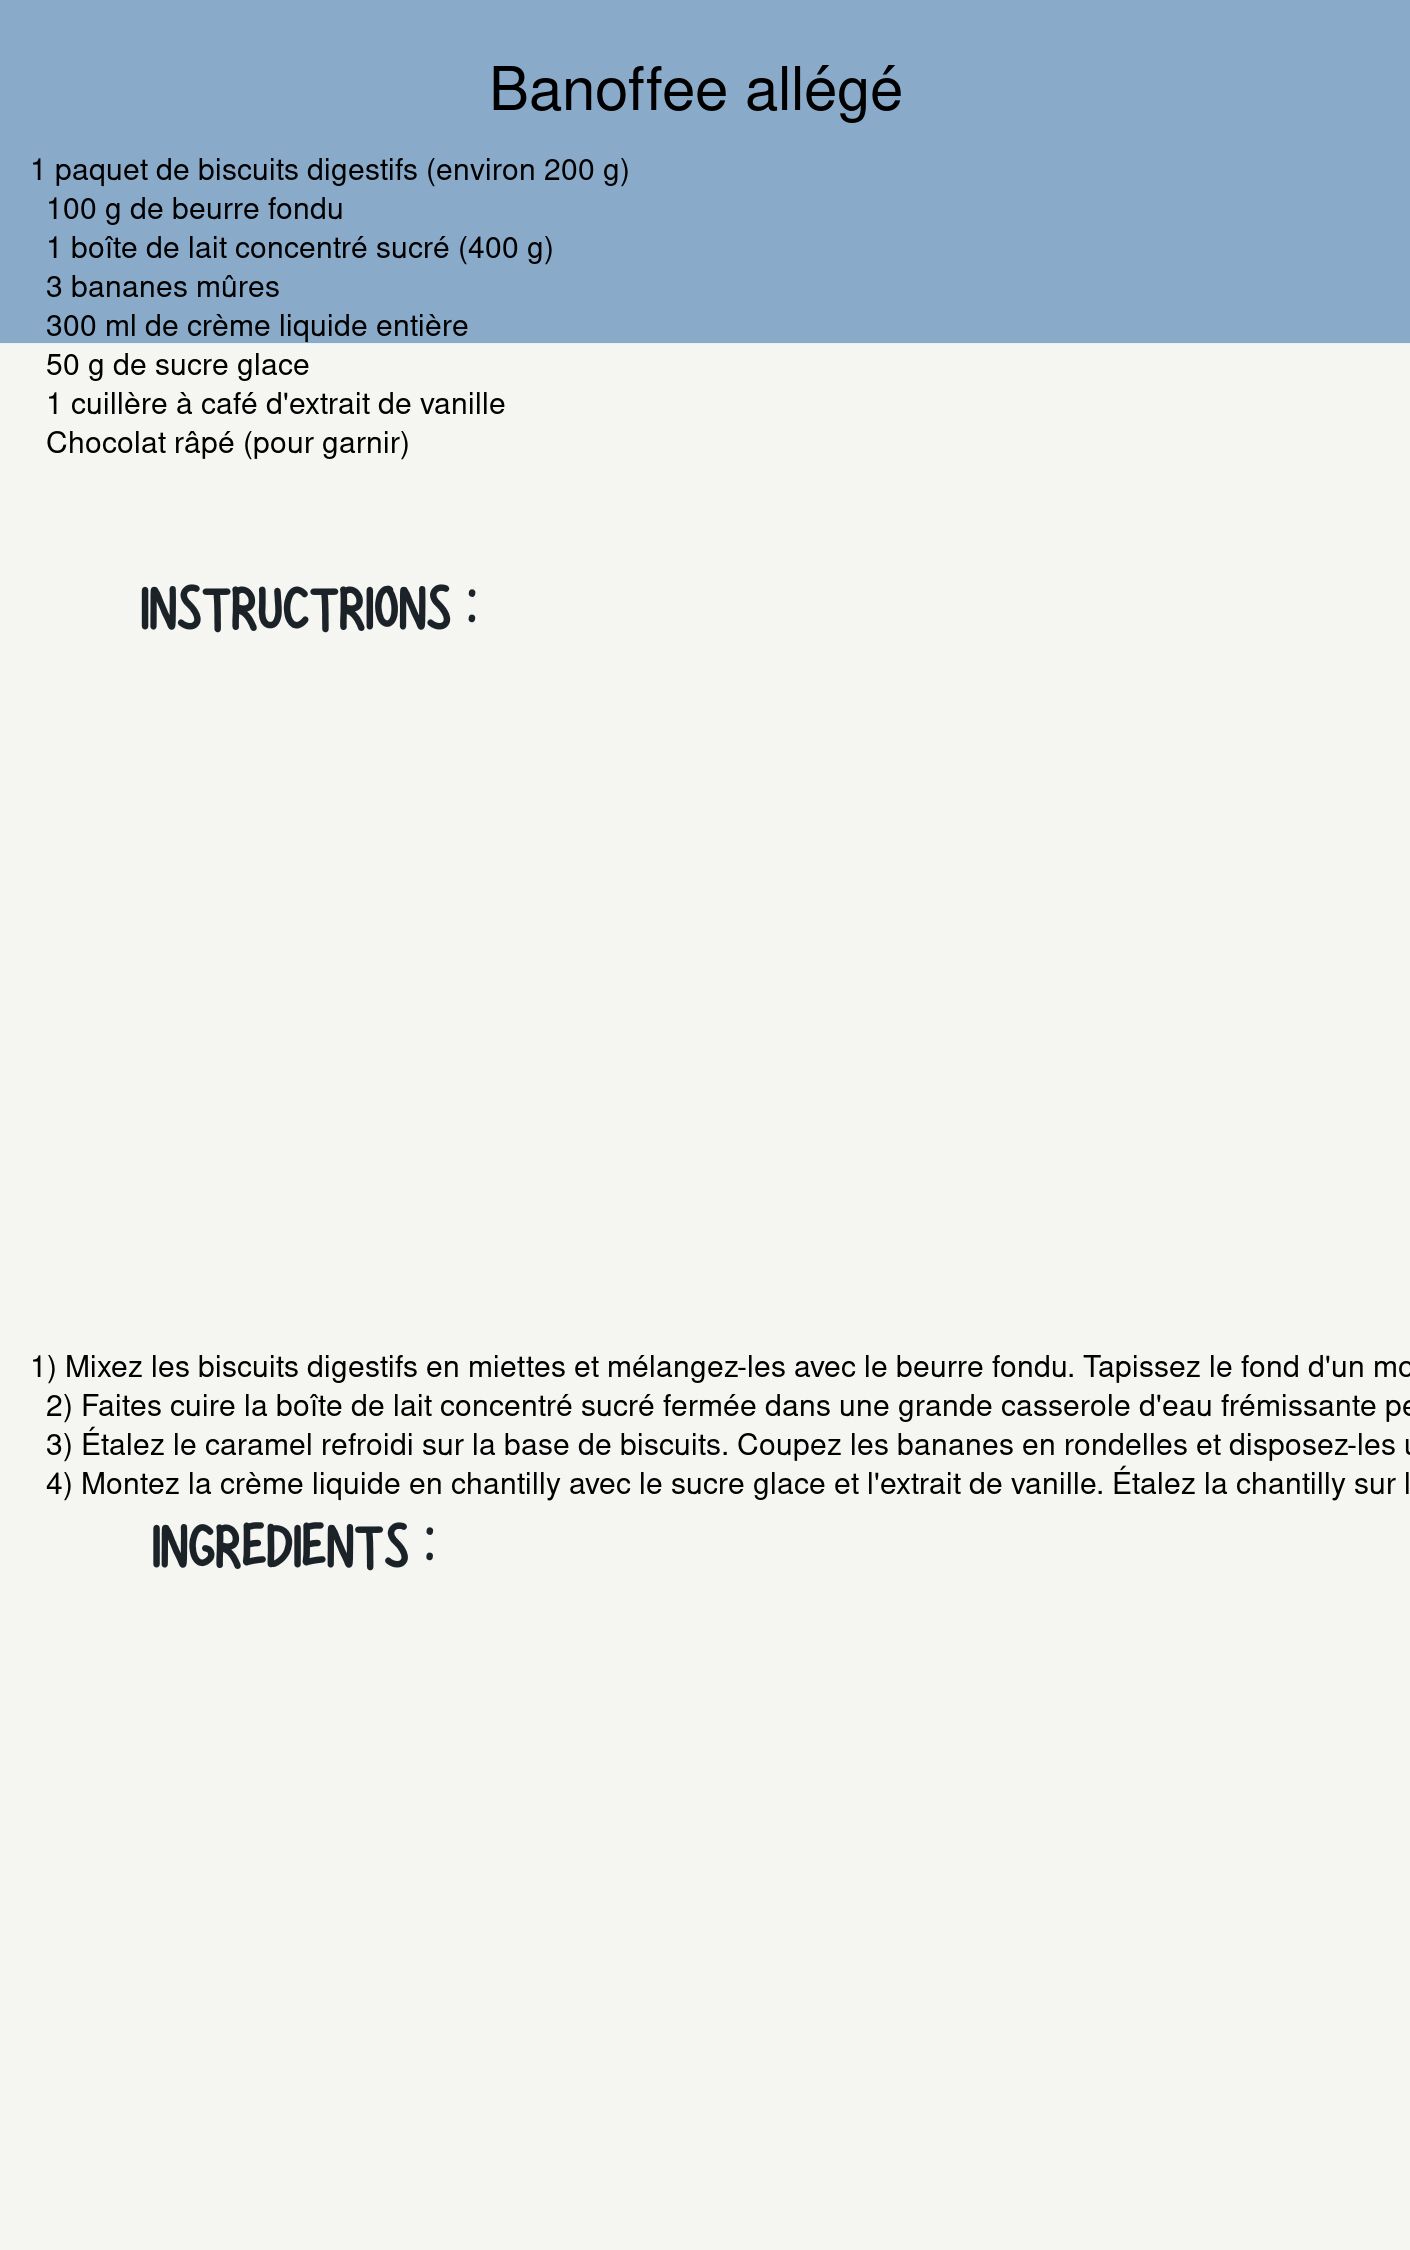 Banoffee allégé
1 paquet de biscuits digestifs (environ 200 g)
100 g de beurre fondu
1 boîte de lait concentré sucré (400 g)
3 bananes mûres
300 ml de crème liquide entière
50 g de sucre glace
1 cuillère à café d'extrait de vanille
Chocolat râpé (pour garnir)
INSTRUCTRIONS :
1) Mixez les biscuits digestifs en miettes et mélangez-les avec le beurre fondu. Tapissez le fond d'un
2) Faites cuire la boîte de lait concentré sucré fermée dans une grande casserole d'eau frémissante
3) Étalez le caramel refroidi sur la base de biscuits. Coupez les bananes en rondelles et disposez-les
4) Montez la crème liquide en chantilly avec le sucre glace et l'extrait de vanille. Étalez la chantilly sur
INGREDIENTS :